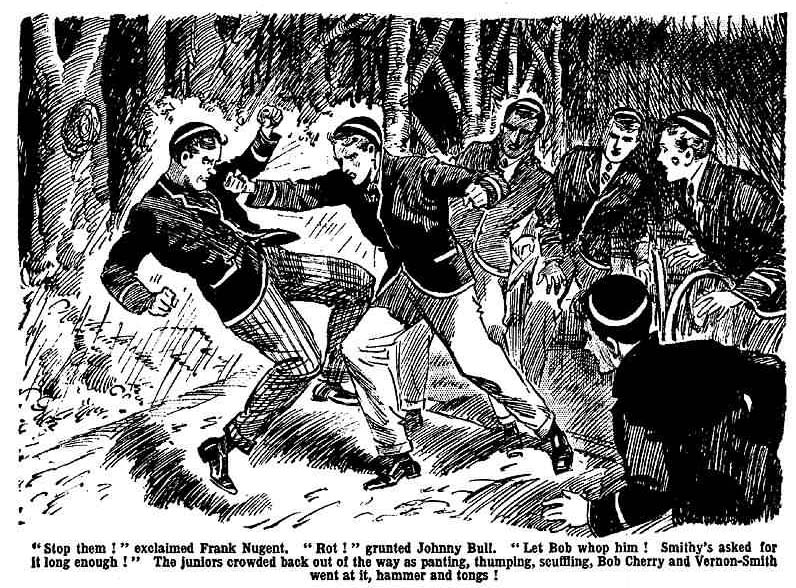 "Stop them!" exclaimed Frank Nugent. "Rot!" grunted Johnny Bull. "Let Bob whop him! Smithy's asked for
it long enough!" The juniors crowded back out of the way as panting, thumping, scuffling, Bob Cherry and Vernon-Smith
went at it, hammer and tongs!